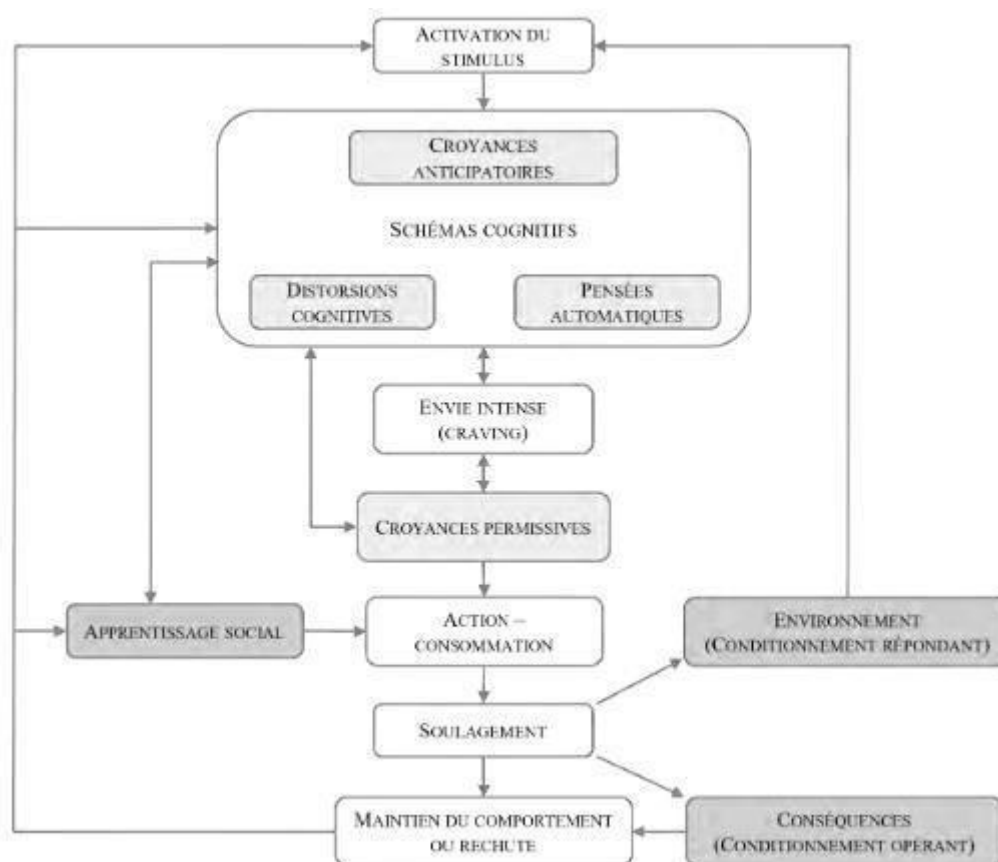 ACTIVATION DU
STIMULUS
CROYANCES
ANTICIPATOIRES
SCHÉMAS COGNITIFS
DISTORSIONS
COGNITIVES
PENSÉES
AUTOMATIQUES
ENVIE INTENSE
(CRAVING)
CROYANCES PERMISSIVES
APPRENTISSAGE SOCIAL
ACTION –
CONSOMMATION
ENVIRONNEMENT
(CONDITIONNEMENT RÉPONDANT)
SOULAGEMENT
MAINTIEN DU COMPORTEMENT
OU RECHUTE
CONSÉQUENCES
(CONDITIONNEMENT OPÉRANT)